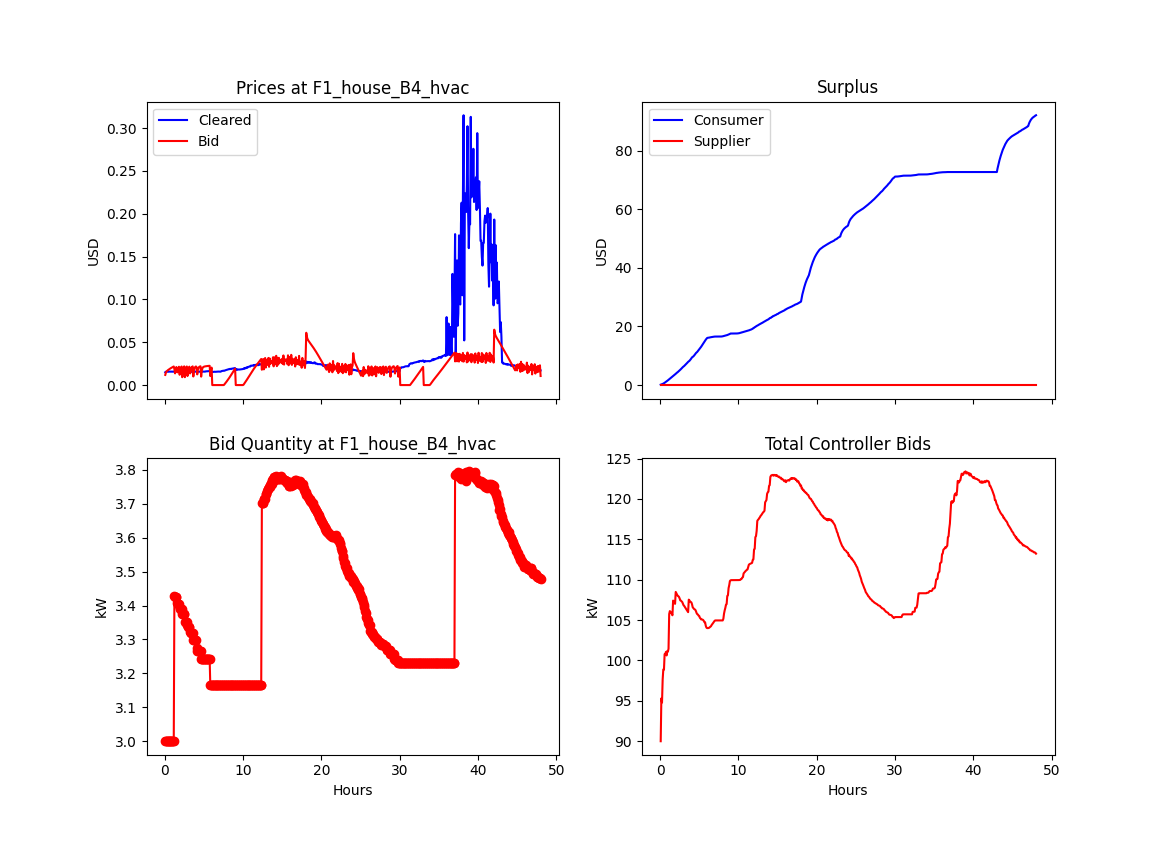 Prices at F1_house_B4_hvac
Cleared
Bid
USD
0.30
0.25
0.20
0.15
0.10
0.05
0.00
Surplus
Consumer
Supplier
USD
80
60
40
20
0
Bid Quantity at F1_house_B4_hvac
kW
3.8
3.7
3.6
3.5
3.4
3.3
3.2
3.1
3.0
0 10 20 30 40 50
Hours
Total Controller Bids
kW
125
120
115
110
105
100
95
90
0 10 20 30 40 50
Hours